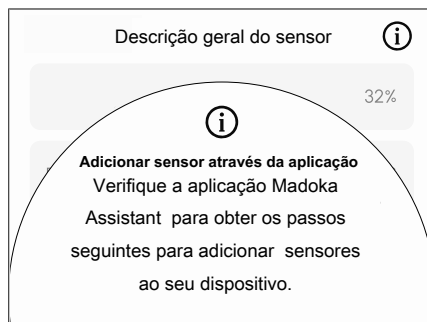 Descrição geral do sensor
32%
Adicionar sensor através da aplicação
Verifique a aplicação Madoka
Assistant para obter os passos
seguintes para adicionar sensores
ao seu dispositivo.